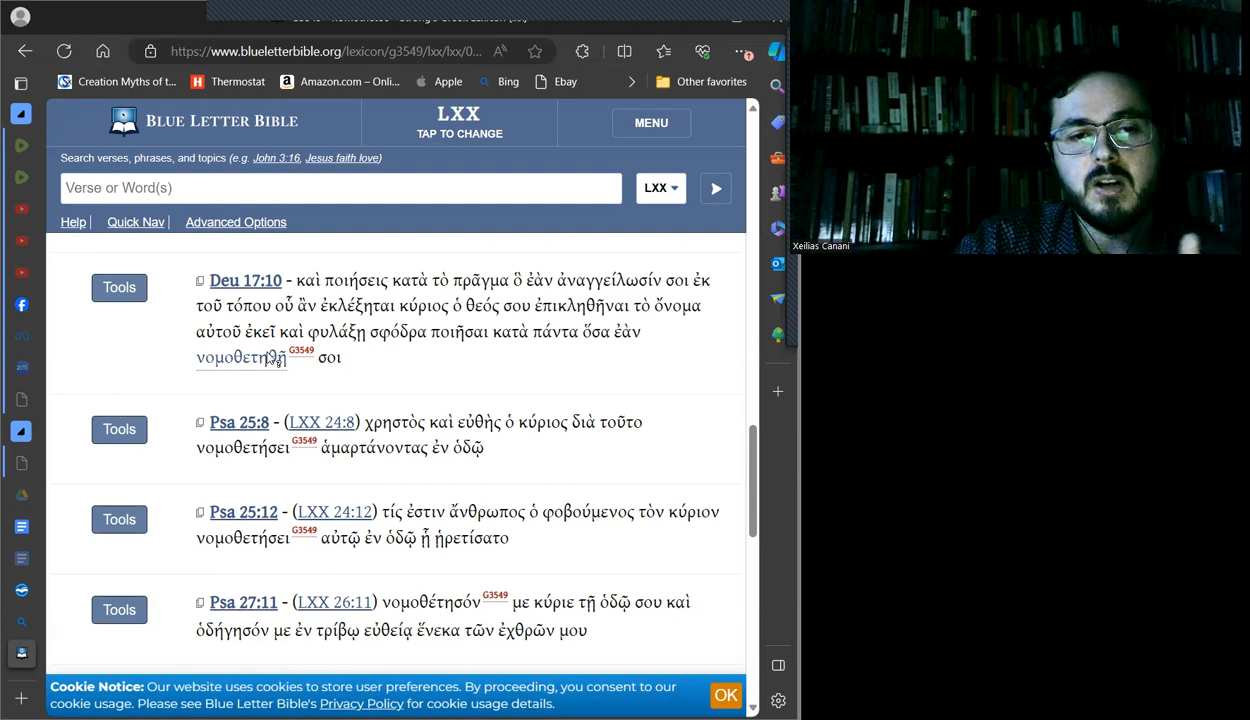 https://www.blueletterbible.org/lexicon/g3549/lxx/lxx/0...
Creation Myths of t...
Thermostat
Amazon.com – Onli...
Apple
Bing
Ebay
Other favorites
BLUE LETTER BIBLE
LXX
TAP TO CHANGE
MENU
Search verses, phrases, and topics (e.g. John 3:16, Jesus faith love)
Verse or Word(s)
LXX
Help
Quick Nav
Advanced Options
Xeilias Canani
Tools
Deu 17:10 - καὶ ποιήσεις κατὰ τὸ πρᾶγμα ὃ ἐὰν ἀναγγείλωσίν σοι ἐκ
τοῦ τόπου οὗ ἂν ἐκλέξηται κύριος ὁ θεός σου ἐπικληθῆναι τὸ ὄνομα
αὐτοῦ ἐκεῖ καὶ φυλάξῃ σφόδρα ποιῆσαι κατὰ πάντα ὅσα ἐὰν
νομοθετηθῇ G3549 σοι
Tools
Psa 25:8 - (LXX 24:8) χρηστὸς καὶ εὐθὴς ὁ κύριος διὰ τοῦτο
νομοθετήσει G3549 ἁμαρτάνοντας ἐν ὁδῷ
Tools
Psa 25:12 - (LXX 24:12) τίς ἐστιν ἄνθρωπος ὁ φοβούμενος τὸν κύριον
νομοθετήσει G3549 αὐτῷ ἐν ὁδῷ ᾗ ᾑρετίσατο
Tools
Psa 27:11 - (LXX 26:11) νομοθέτησόν G3549 με κύριε τῇ ὁδῷ σου καὶ
ὁδήγησόν με ἐν τρίβῳ εὐθείᾳ ἕνεκα τῶν ἐχθρῶν μου
Cookie Notice: Our website uses cookies to store user preferences. By proceeding, you consent to our
cookie usage. Please see Blue Letter Bible's Privacy Policy for cookie usage details.
OK